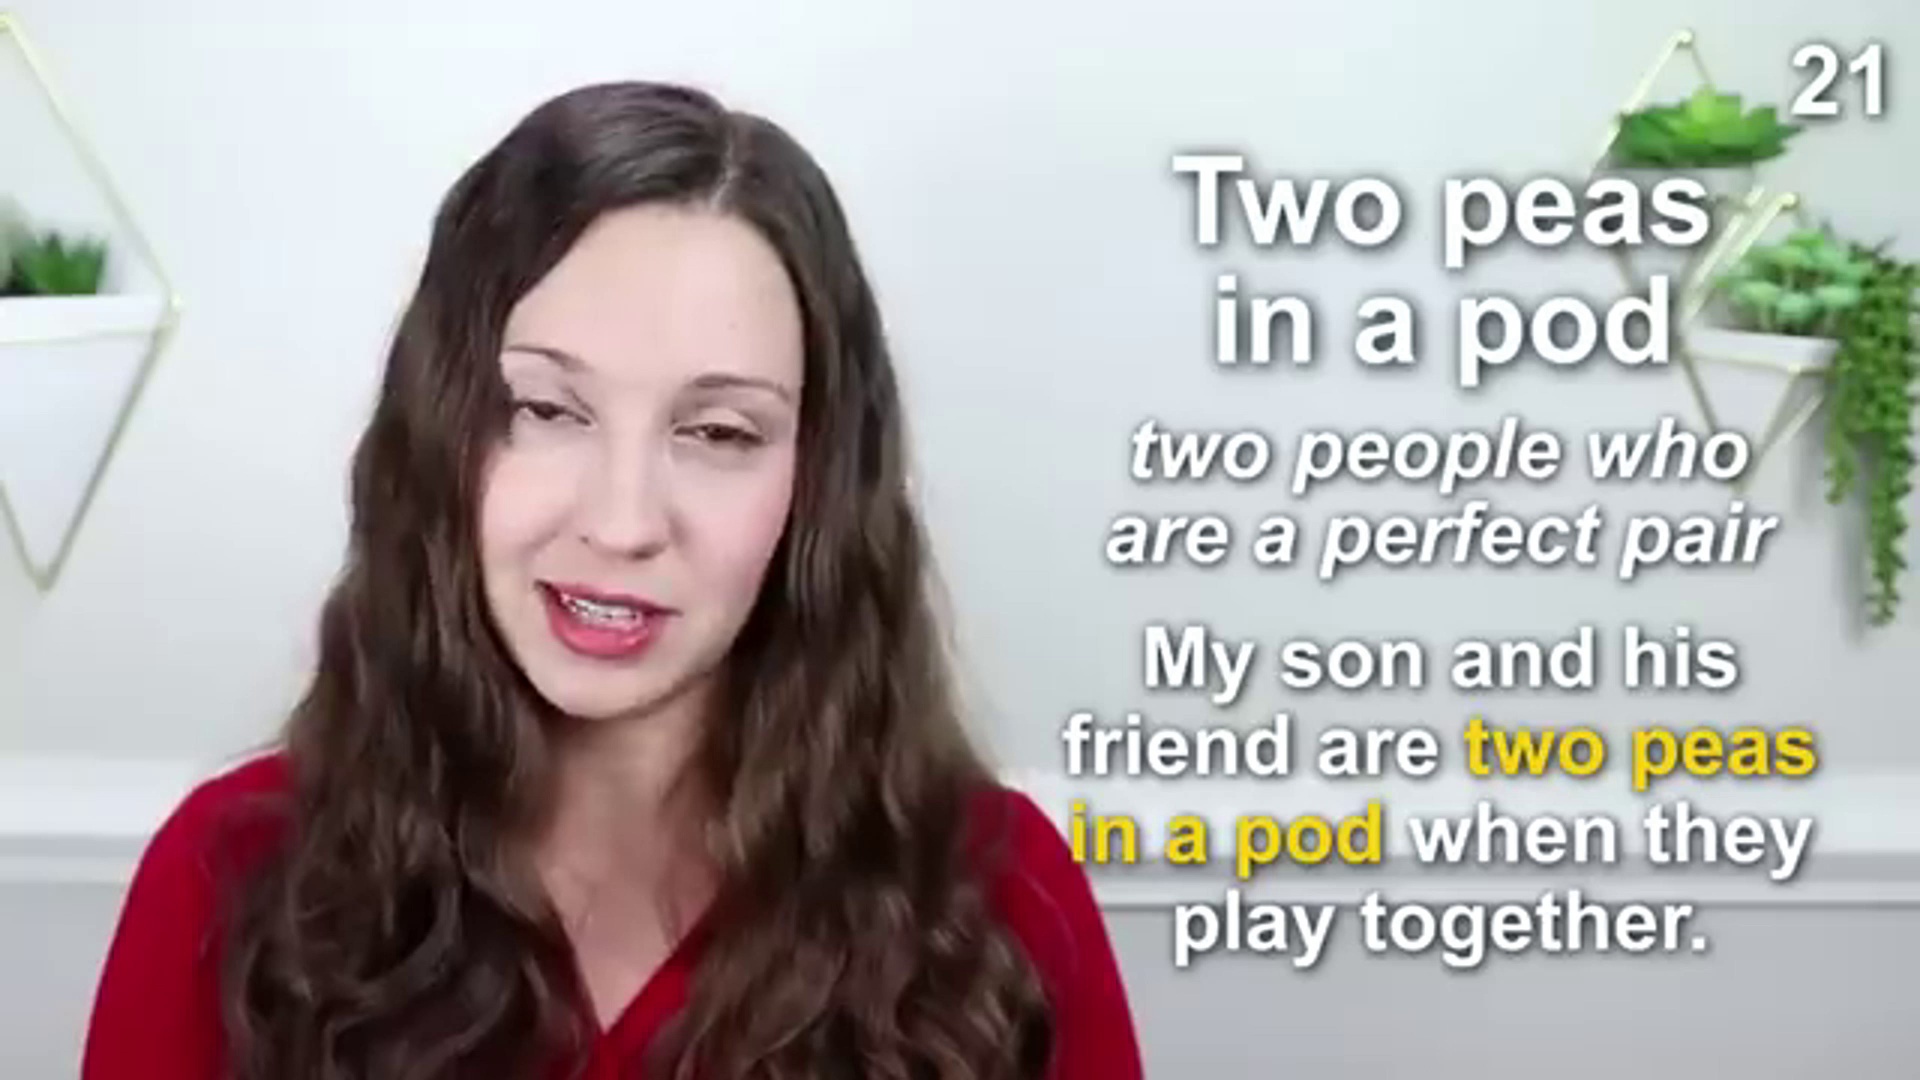 21
Two peas
in a pod
two people who
are a perfect pair
My son and his
friend are two peas
in a pod when they
play together.